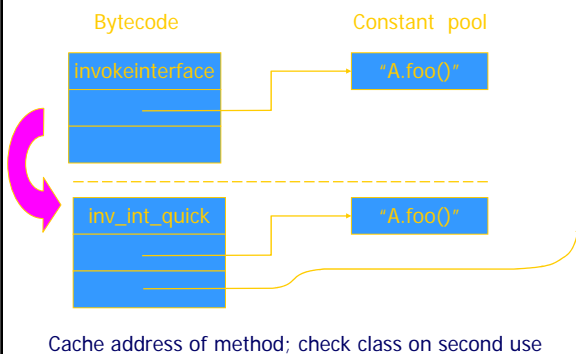 Bytecode Constant pool
invokeinterface "A.foo()"
inv_int_quick "A.foo()"
Cache address of method; check class on second use